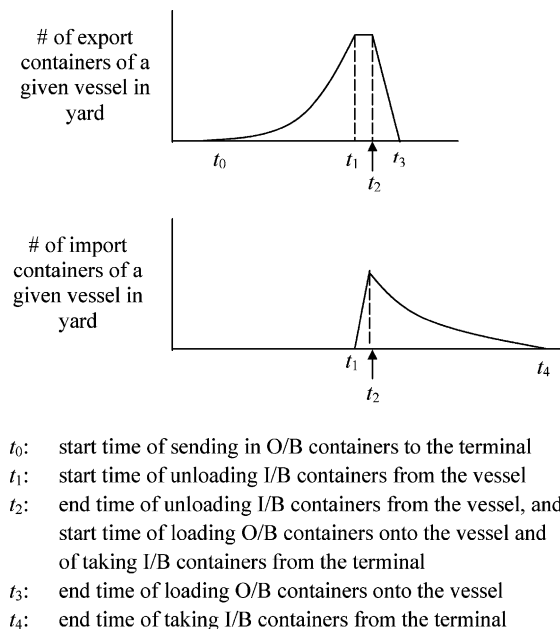 # of export
containers of a
given vessel in
yard
t0
t1
t3
t2
# of import
containers of a
given vessel in
yard
t1
t4
t2
t0: start time of sending in O/B containers to the terminal
t1: start time of unloading I/B containers from the vessel
t2: end time of unloading I/B containers from the vessel, and
start time of loading O/B containers onto the vessel and
of taking I/B containers from the terminal
t3: end time of loading O/B containers onto the vessel
t4: end time of taking I/B containers from the terminal